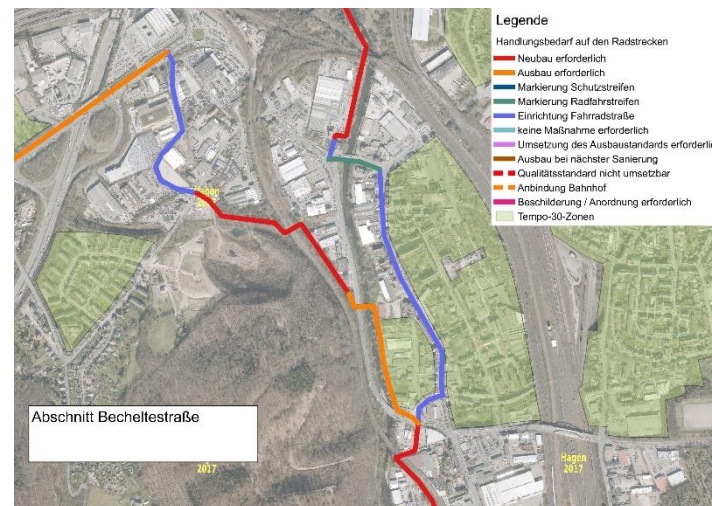 Legende
Handlungsbedarf auf den Radstrecken
Neubau erforderlich
Ausbau erforderlich
Markierung Schutzstreifen
Markierung Radfahrstreifen
Einrichtung Fahrradstraße
keine Maßnahme erforderlich
Umsetzung des Ausbaustandards erforderli
Ausbau bei nächster Sanierung
Qualitätsstandard nicht umsetzbar
Anbindung Bahnhof
Beschilderung / Anordnung erforderlich
Tempo-30-Zonen
Hagen
Abschnitt Becheltestraße
2017
Hagen
2017